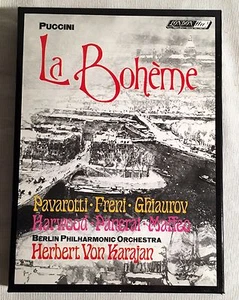 PUCCINI
LONDON
La Bohème
Pavarotti · Freni · Ghiaurov
Harwood · Panerai · Maffeo
BERLIN PHILHARMONIC ORCHESTRA
Herbert Von Karajan